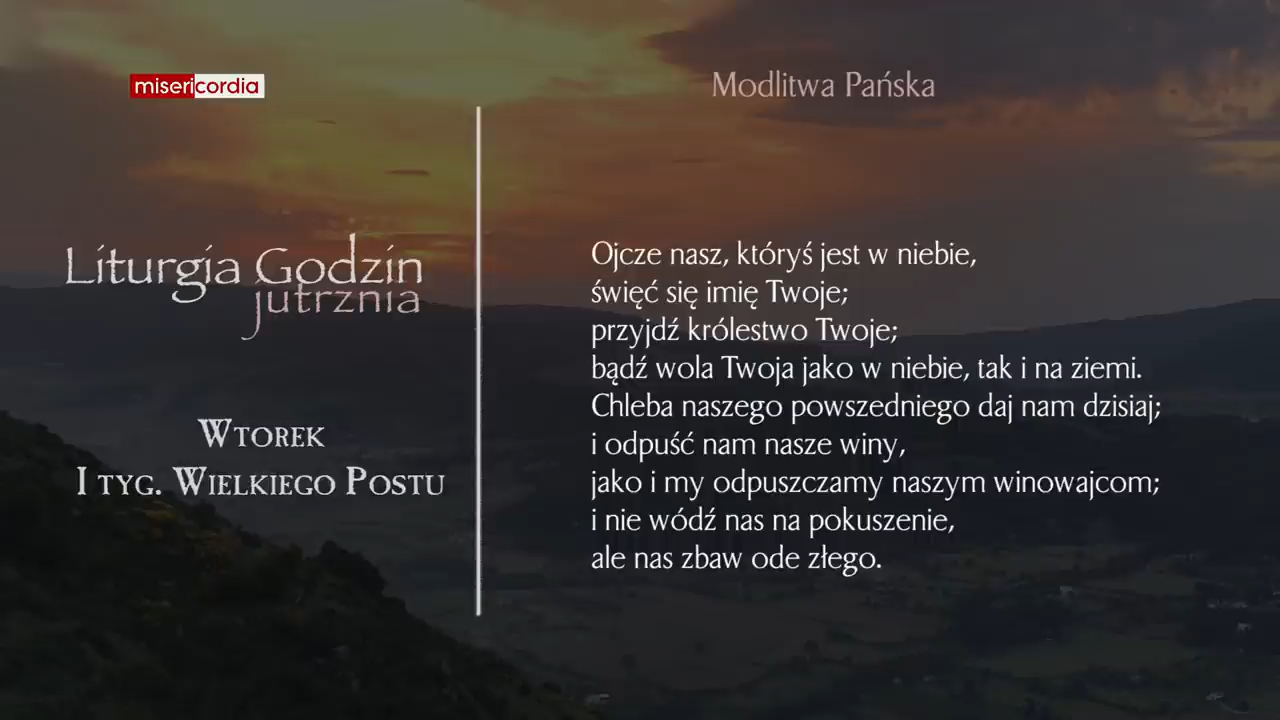 misericordia
Liturgia Godzin
jutrznia
Wtorek
I tyg. Wielkiego Postu
Modlitwa Pańska
Ojcze nasz, któryś jest w niebie,
święć się imię Twoje;
przyjdź królestwo Twoje;
bądź wola Twoja jako w niebie, tak i na ziemi.
Chleba naszego powszedniego daj nam dzisiaj;
i odpuść nam nasze winy,
jako i my odpuszczamy naszym winowajcom;
i nie wódź nas na pokuszenie,
ale nas zbaw ode złego.